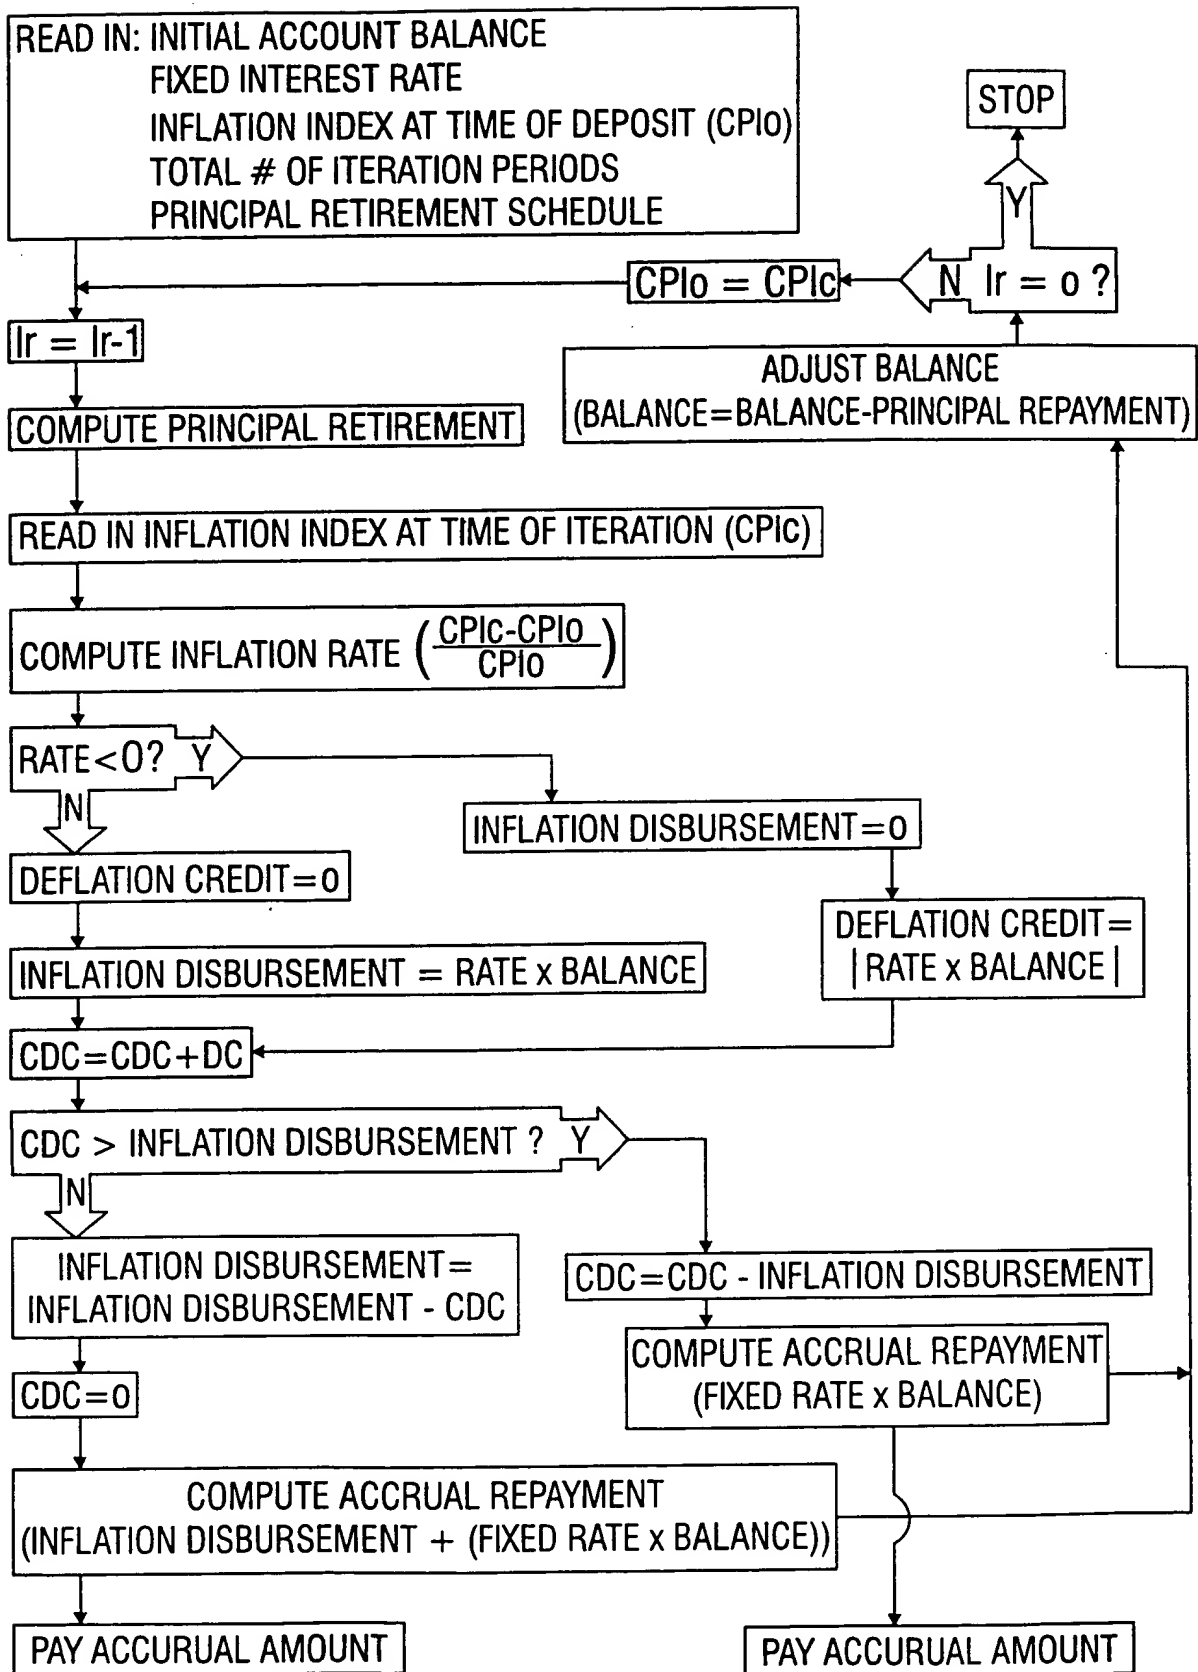 READ IN: INITIAL ACCOUNT BALANCE
FIXED INTEREST RATE
INFLATION INDEX AT TIME OF DEPOSIT (CPIo)
TOTAL # OF ITERATION PERIODS
PRINCIPAL RETIREMENT SCHEDULE
STOP
Y
CPIo = CPIc
N Ir = o ?
Ir = Ir-1
ADJUST BALANCE
(BALANCE=BALANCE-PRINCIPAL REPAYMENT)
COMPUTE PRINCIPAL RETIREMENT
READ IN INFLATION INDEX AT TIME OF ITERATION (CPIc)
COMPUTE INFLATION RATE (CPIc-CPIo
CPIo)
RATE<0? Y
N
INFLATION DISBURSEMENT=o
DEFLATION CREDIT=o
DEFLATION CREDIT=
|RATE x BALANCE|
INFLATION DISBURSEMENT = RATE x BALANCE
CDC=CDC+DC
CDC > INFLATION DISBURSEMENT ? Y
N
INFLATION DISBURSEMENT=
INFLATION DISBURSEMENT - CDC
CDC=CDC - INFLATION DISBURSEMENT
COMPUTE ACCRUAL REPAYMENT
(FIXED RATE x BALANCE)
CDC=o
COMPUTE ACCRUAL REPAYMENT
(INFLATION DISBURSEMENT + (FIXED RATE x BALANCE))
PAY ACCURUAL AMOUNT
PAY ACCURUAL AMOUNT